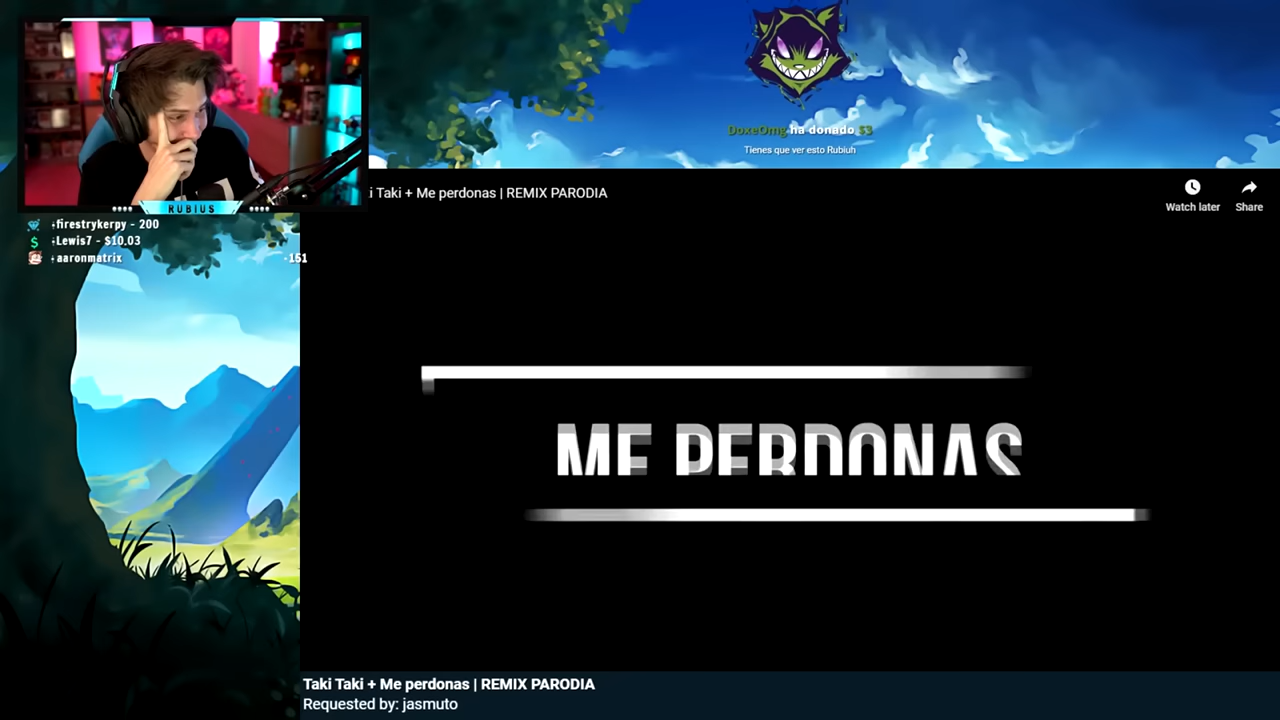 DoxeOmg ha donado $3
Tienes que ver esto Rubiuh
i Taki + Me perdonas | REMIX PARODIA
Watch later
Share
RUBIUS
firestrykerpy - 200
Lewis7 - $10.03
aaronmatrix -151
ME PERDONAS
Taki Taki + Me perdonas | REMIX PARODIA
Requested by: jasmuto